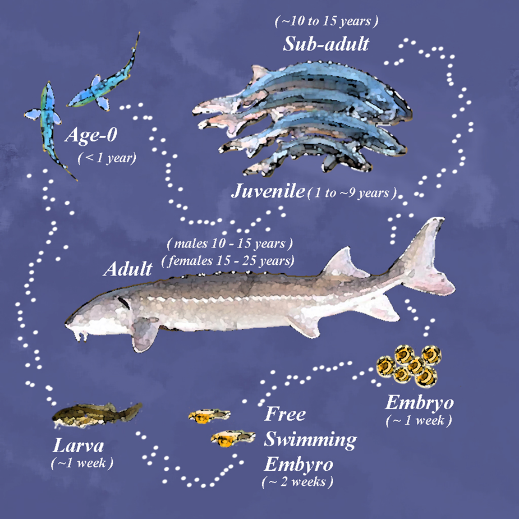 (~10 to 15 years )
Sub-adult
Age-0
( < 1 year)
Juvenile ( 1 to ~9 years )
( males 10 - 15 years )
Adult ( females 15 - 25 years)
Embryo
( ~ 1 week )
Free
Swimming
Embyro
( ~ 2 weeks )
Larva
( ~1 week )